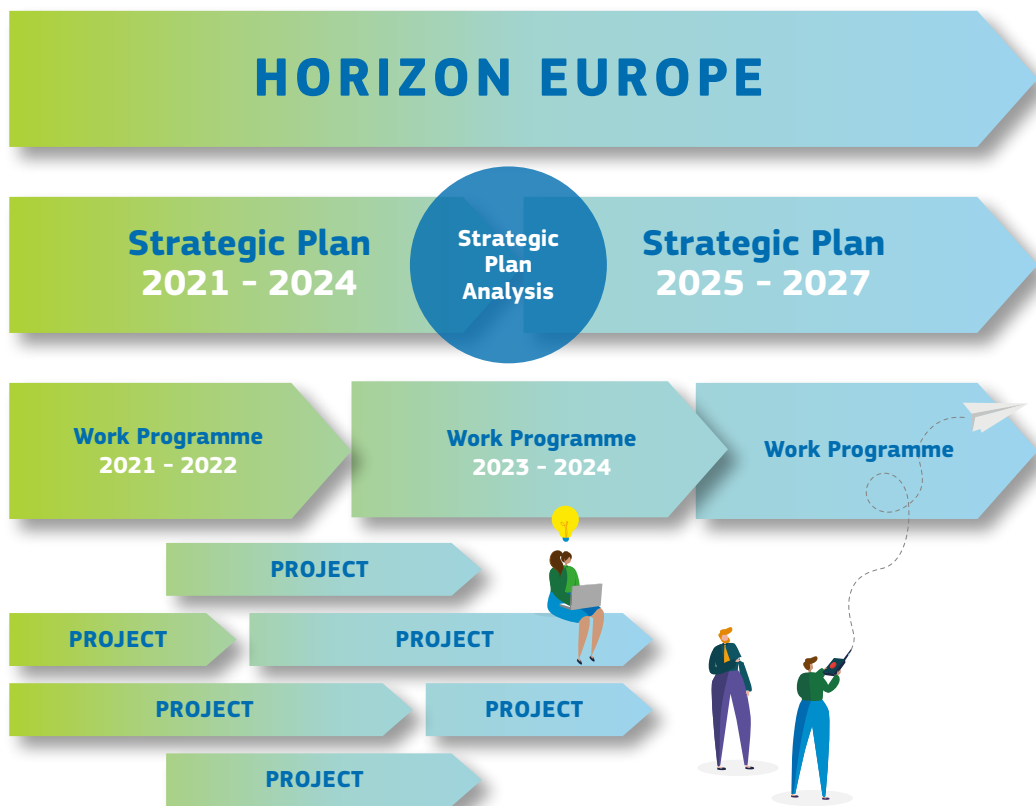 HORIZON EUROPE
Strategic Plan
2021 - 2024
Strategic
Plan
Analysis
Strategic Plan
2025 - 2027
Work Programme
2021 - 2022
Work Programme
2023 - 2024
Work Programme
PROJECT
PROJECT
PROJECT
PROJECT
PROJECT
PROJECT